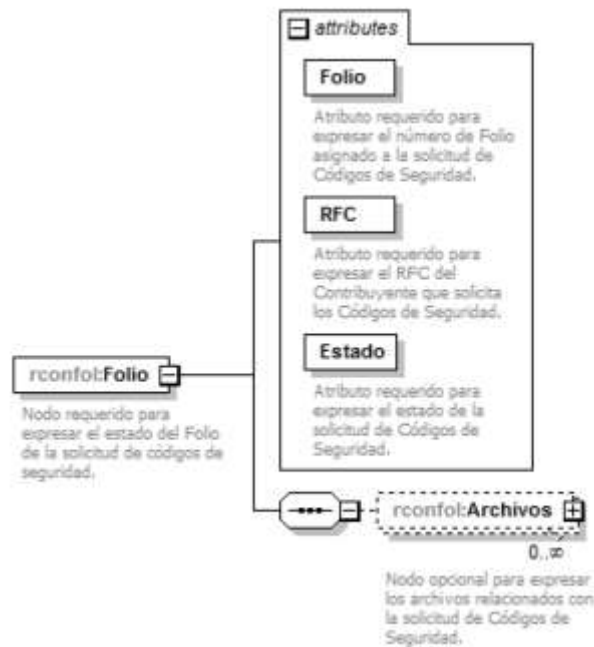 attributes
Folio
Atributo requerido para
expresar el número de Folio
asignado a la solicitud de
Códigos de Seguridad.
RFC
Atributo requerido para
expresar el RFC del
Contribuyente que solicita
los Códigos de Seguridad.
Estado
Atributo requerido para
expresar el estado de la
solicitud de Códigos de
Seguridad.
rconfol:Folio
Nodo requerido para
expresar el estado del Folio
de la solicitud de códigos de
seguridad.
rconfol:Archivos
0..∞
Nodo opcional para expresar
los archivos relacionados con
la solicitud de Códigos de
Seguridad.